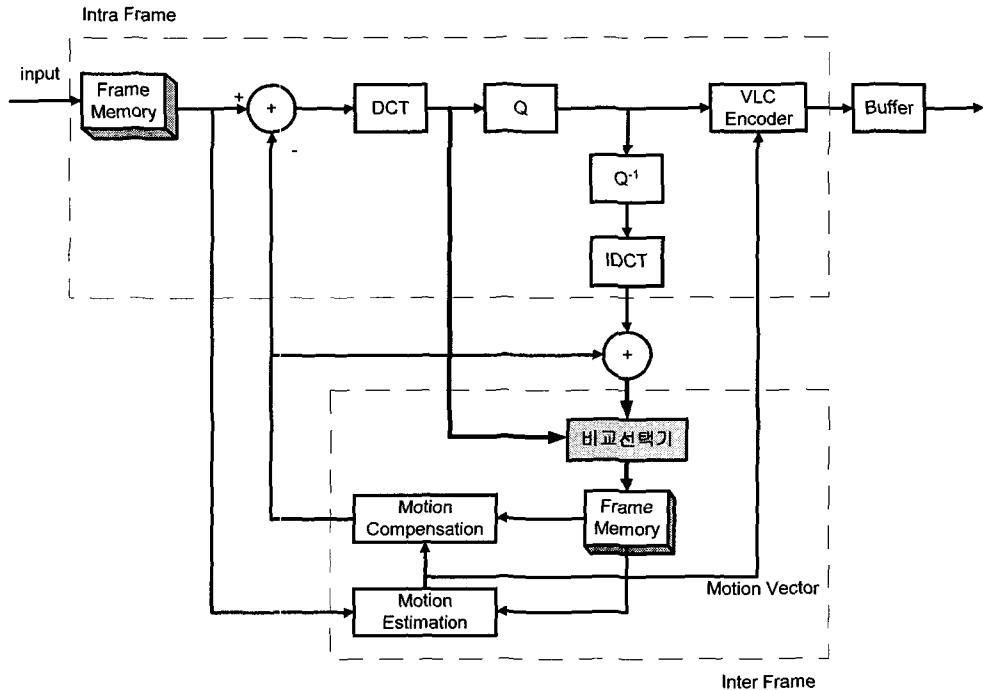 Intra Frame
input
Frame
Memory
+
+
-
DCT
Q
VLC
Encoder
Buffer
Q⁻¹
IDCT
+
비교선택기
Frame
Memory
Motion
Compensation
Motion
Estimation
Motion Vector
Inter Frame